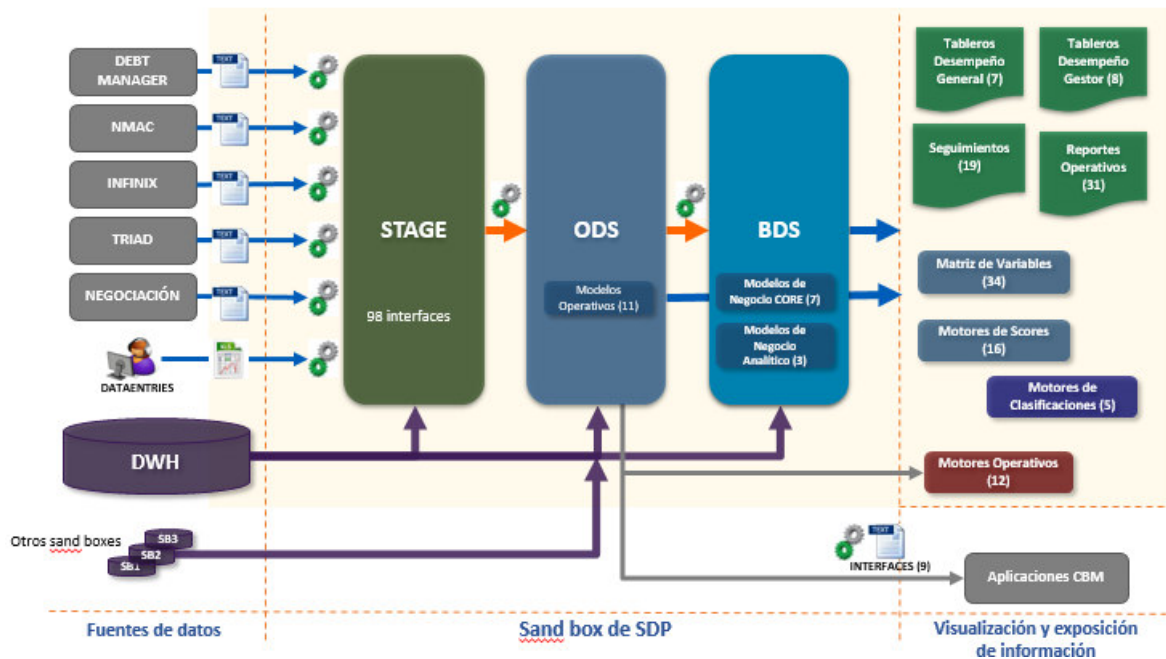 DEBT
MANAGER
TEXT
NMAC
TEXT
INFINIX
TEXT
TRIAD
TEXT
NEGOCIACIÓN
TEXT
DATAENTRIES
XLS
DWH
Otros sand boxes
SB3
SB2
SB1
STAGE
98 interfaces
ODS
Modelos
Operativos (11)
BDS
Modelos de
Negocio CORE (7)
Modelos de
Negocio
Analítico (3)
Tableros
Desempeño
General (7)
Tableros
Desempeño
Gestor (8)
Seguimientos
(19)
Reportes
Operativos
(31)
Matriz de Variables
(34)
Motores de Scores
(16)
Motores de
Clasificaciones (5)
Motores Operativos
(12)
TEXT
INTERFACES (9)
Aplicaciones CBM
Fuentes de datos
Sand box de SDP
Visualización y exposición
de información